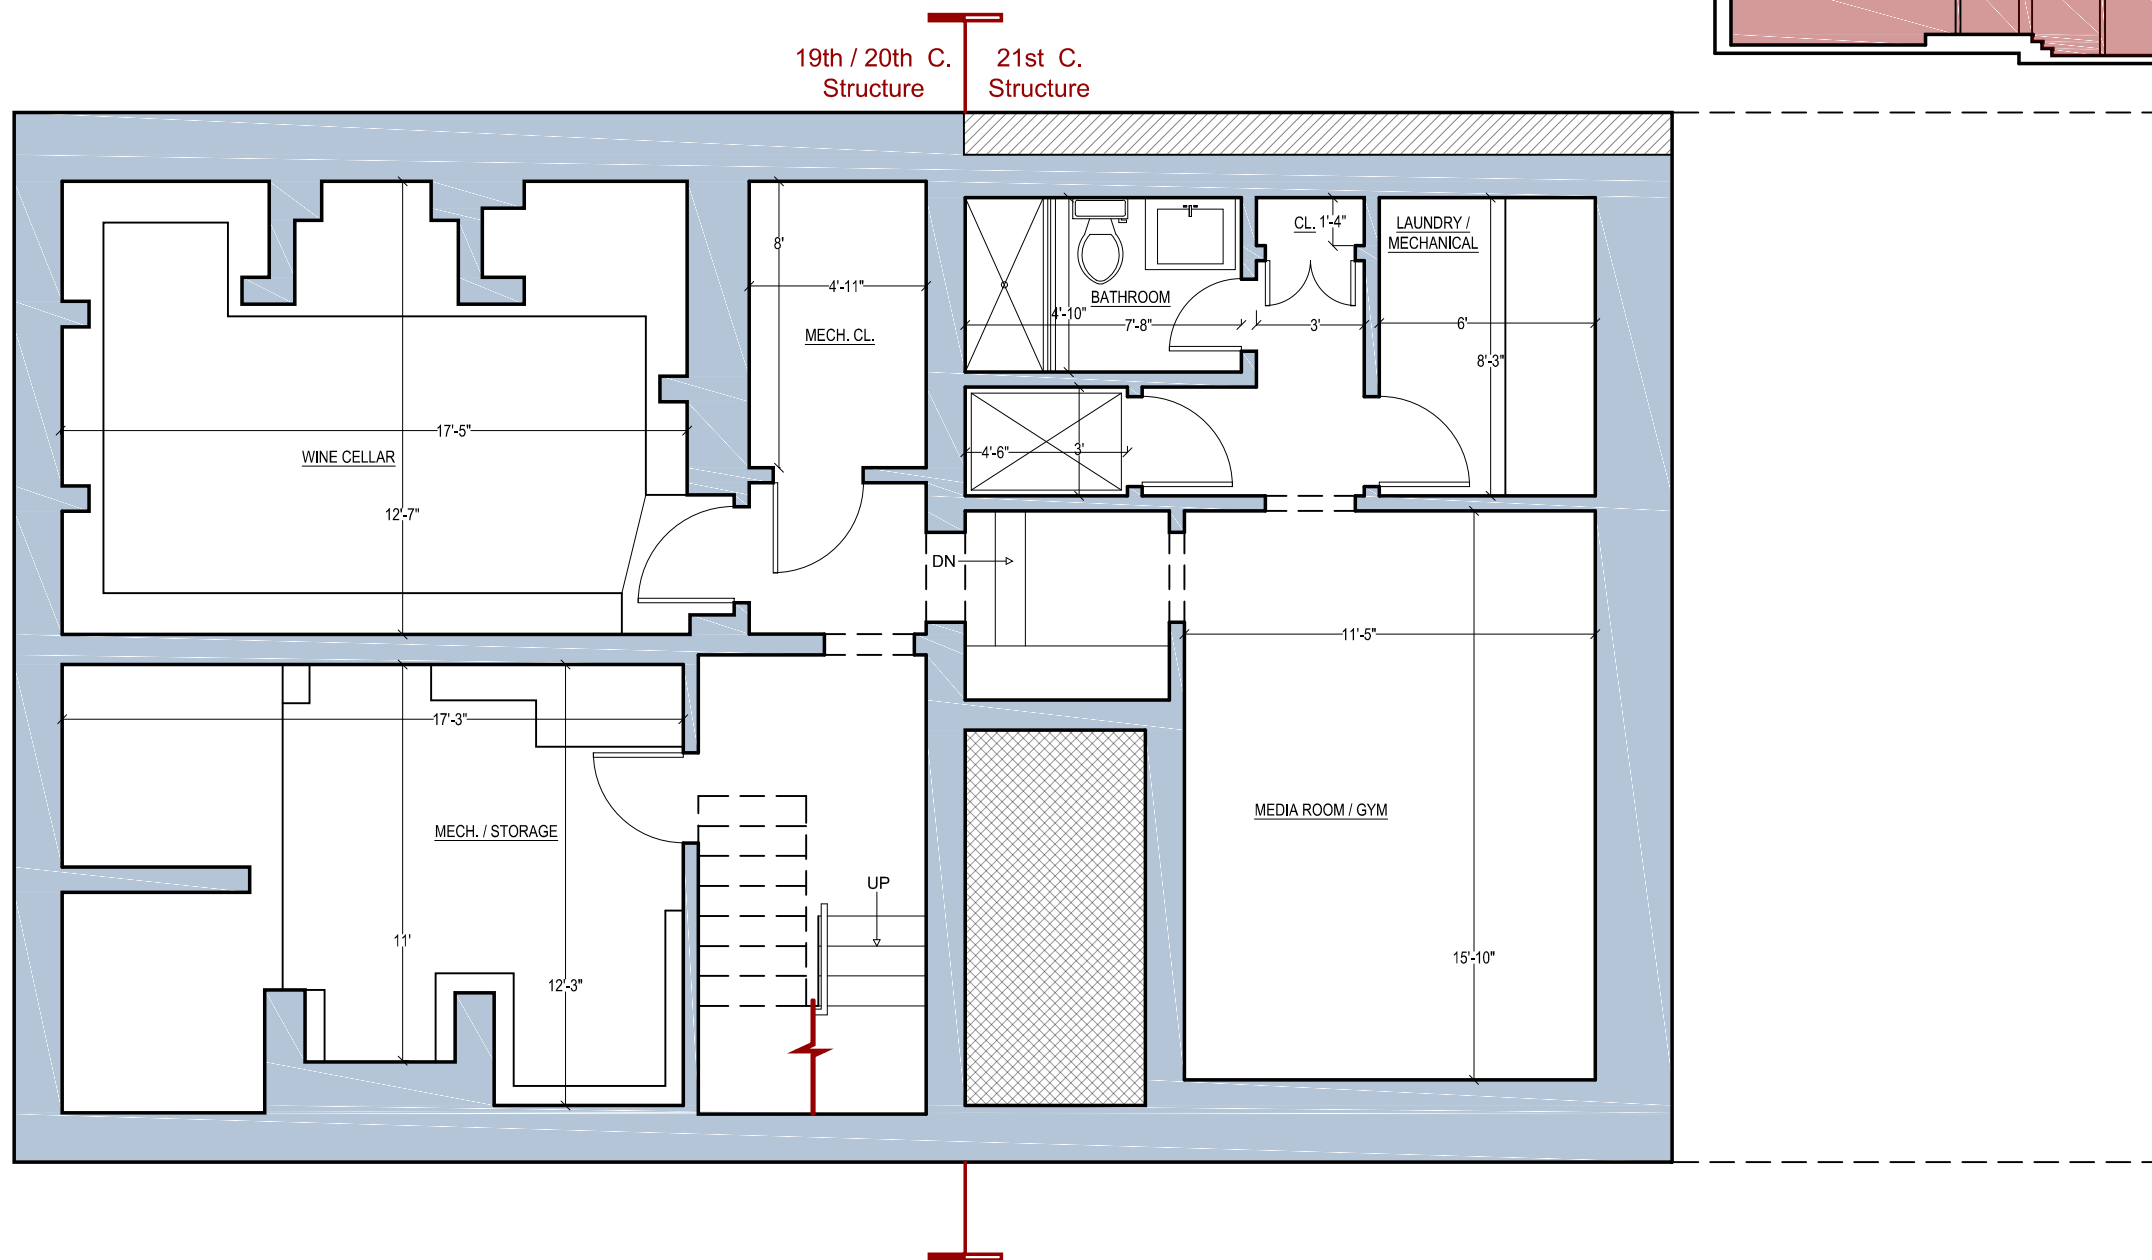 19th / 20th C.
Structure
21st C.
Structure
8'
4'-11"
MECH. CL.
17'-5"
WINE CELLAR
12'-7"
BATHROOM
4'-10"
7'-8"
CL.
1'-4"
3'
LAUNDRY /
MECHANICAL
6'
8'-3"
4'-6"
3'
DN
11'-5"
17'-3"
MECH. / STORAGE
11'
12'-3"
UP
MEDIA ROOM / GYM
15'-10"